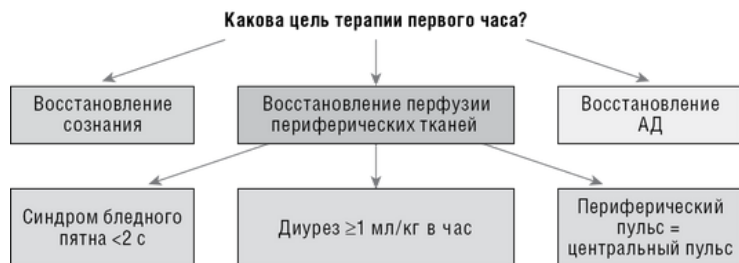 Какова цель терапии первого часа?
Восстановление
сознания
Восстановление перфузии
периферических тканей
Восстановление
АД
Синдром бледного
пятна <2 с
Диурез ≥1 мл/кг в час
Периферический
пульс =
центральный пульс